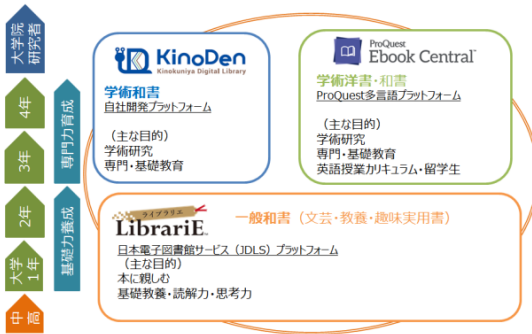 大学院
研究者
4年
3年
2年
大学
1年
中
高
専門力育成
基礎力養成
KinoDen
Kinokuniya Digital Library
学術和書
自社開発プラットフォーム
（主な目的）
学術研究
専門・基礎教育
ProQuest
Ebook Central™
学術洋書・和書
ProQuest多言語プラットフォーム
（主な目的）
学術研究
専門・基礎教育
英語授業カリキュラム・留学生
ライブラリエ
LibrariE
一般和書（文芸・教養・趣味実用書）
日本電子図書館サービス（JDLS）プラットフォーム
（主な目的）
本に親しむ
基礎教養・読解力・思考力